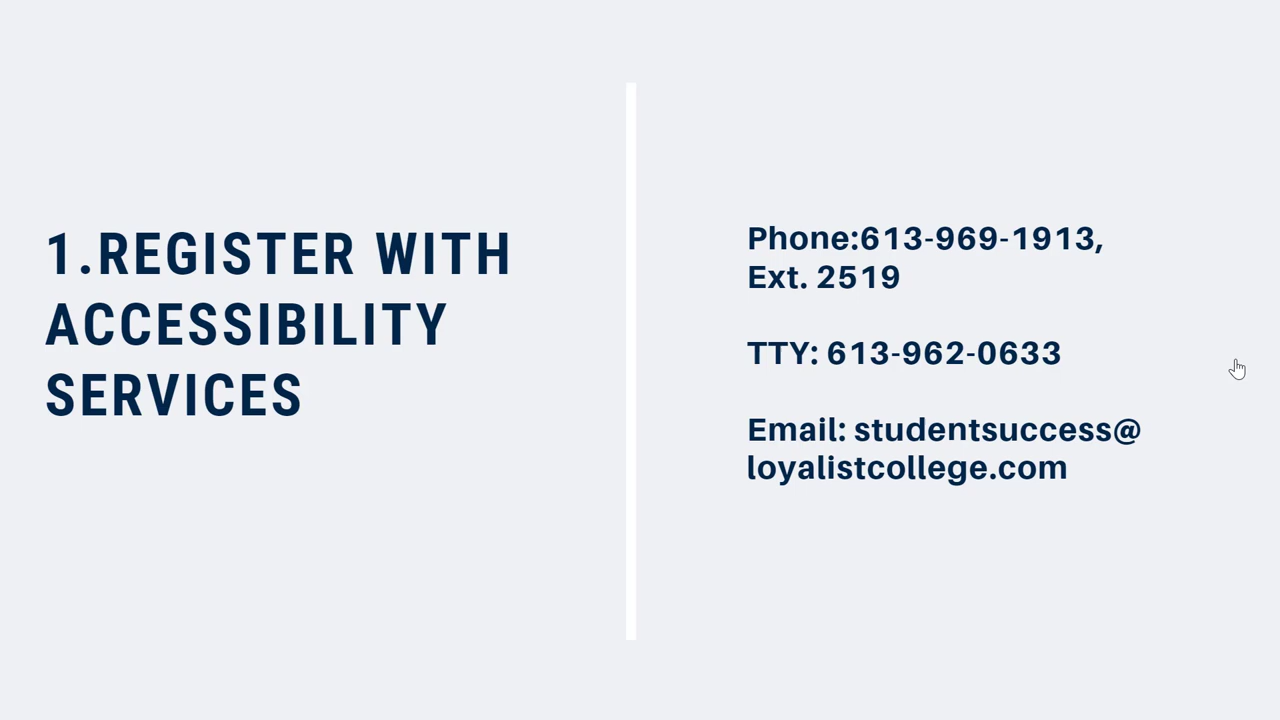 1.REGISTER WITH
ACCESSIBILITY
SERVICES
Phone:613-969-1913,
Ext. 2519
TTY: 613-962-0633
Email: studentsuccess@
loyalistcollege.com